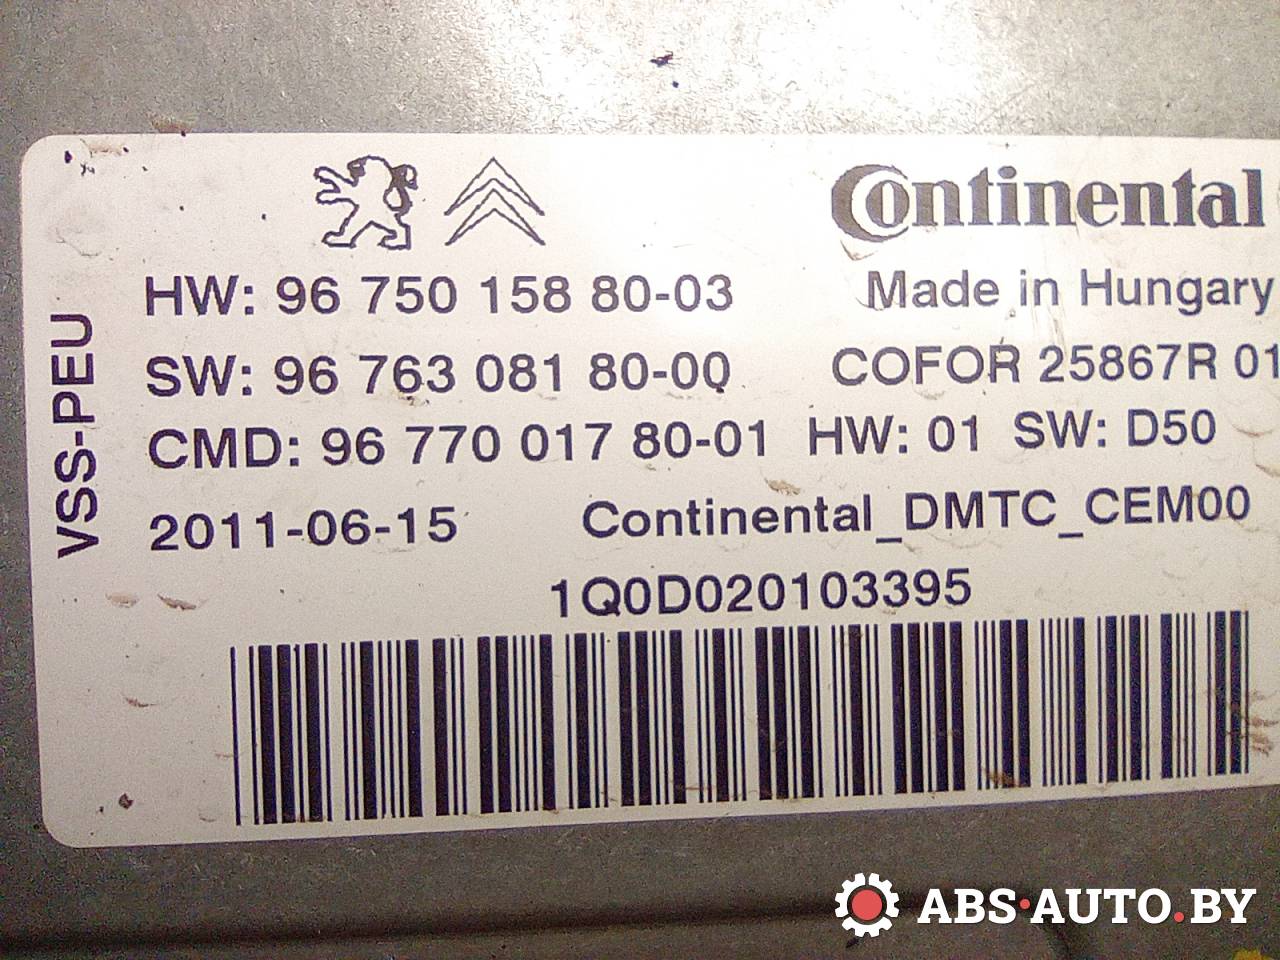 Continental
HW: 96 750 158 80-03
Made in Hungary
SW: 96 763 081 80-00
COFOR 25867R 01
CMD: 96 770 017 80-01 HW: 01 SW: D50
2011-06-15
Continental_DMTC_CEM00
1Q0D020103395
VSS-PEU
ABS·AUTO.BY